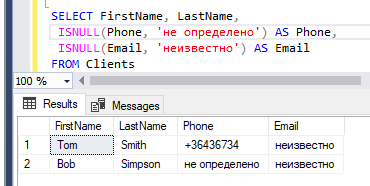 SELECT FirstName, LastName,
ISNULL(Phone, 'не определено') AS Phone,
ISNULL(Email, 'неизвестно') AS Email
FROM Clients
100 %
Results Messages
FirstName LastName Phone Email
1 Tom Smith +36436734 неизвестно
2 Bob Simpson не определено неизвестно